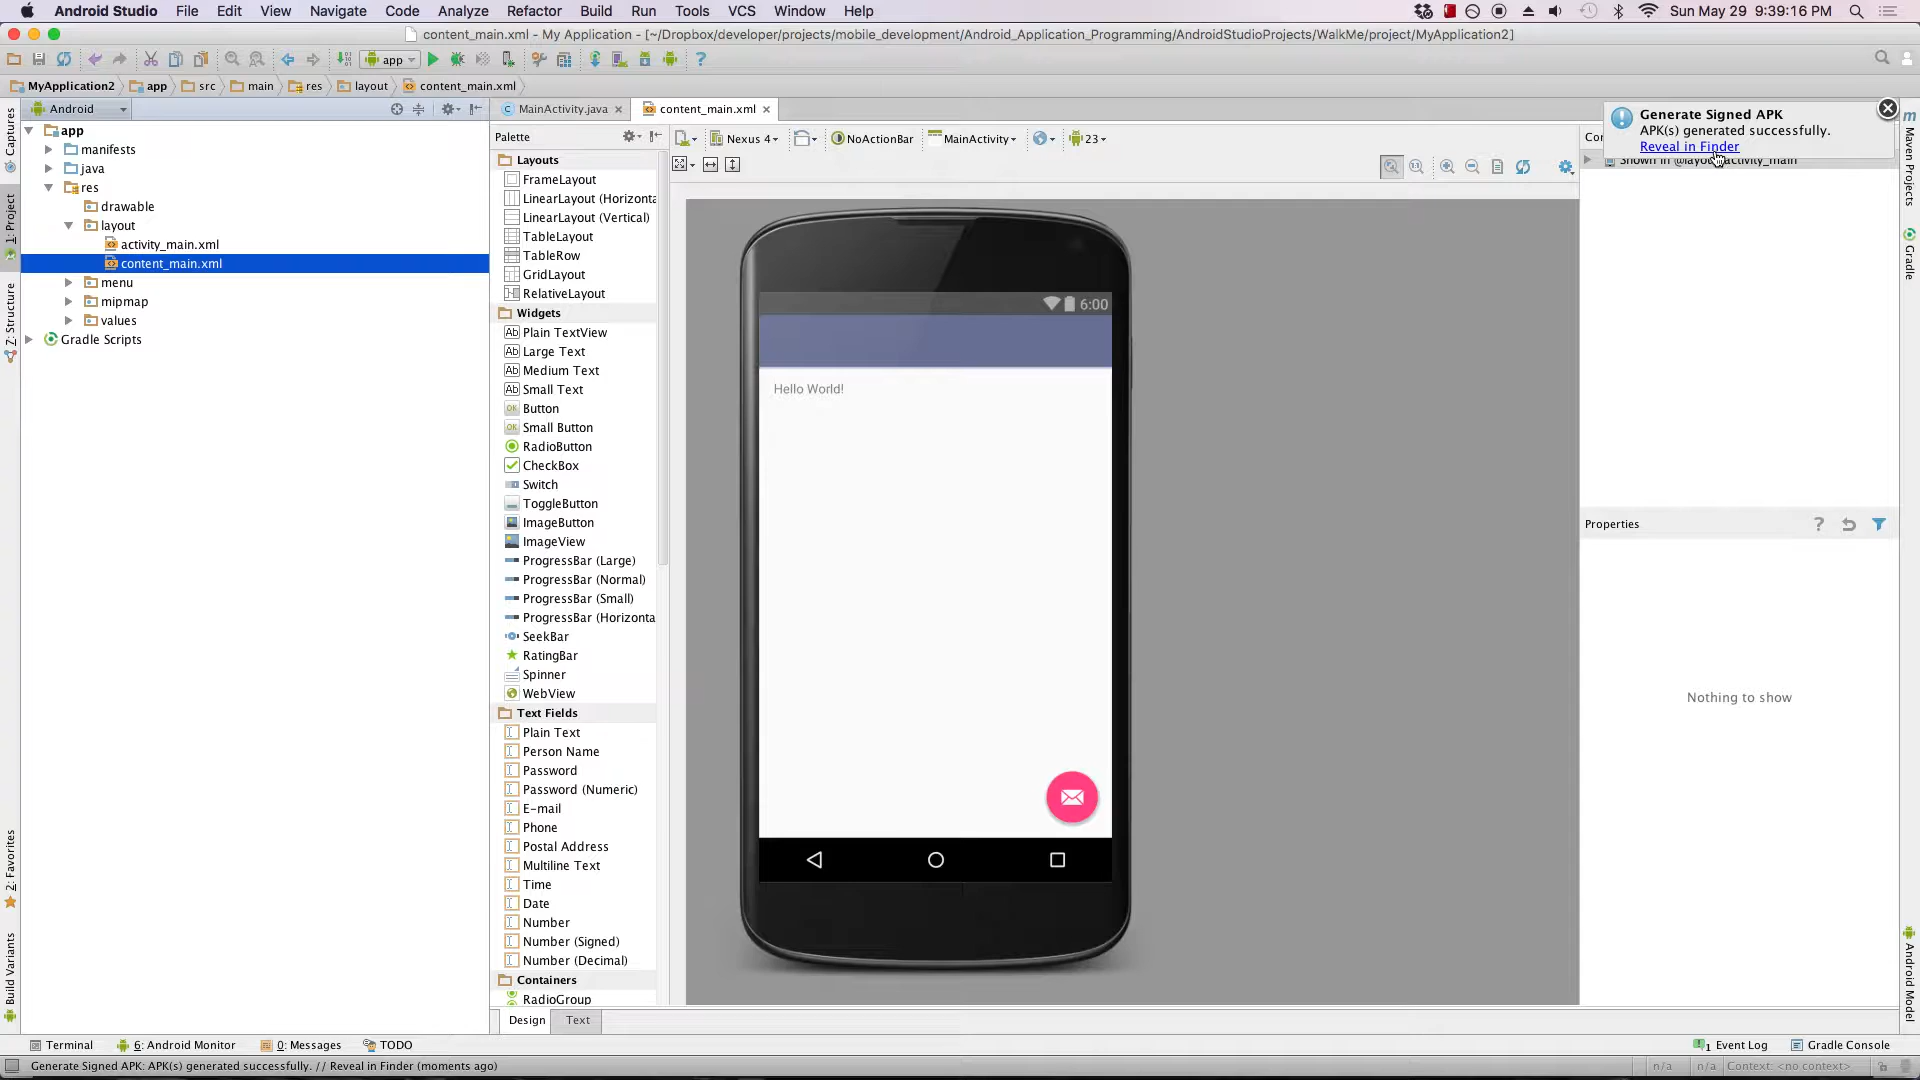 Android Studio File Edit View Navigate Code Analyze Refactor Build Run Tools VCS Window Help Sun May 29 9:39:16 PM
content_main.xml - My Application - [~/Dropbox/developer/projects/mobile_development/Android_Application_Programming/AndroidStudioProjects/WalkMe/project/MyApplication2]
app
MyApplication2 app src main res layout content_main.xml
Android
MainActivity.java
content_main.xml
Captures
1: Project
Z: Structure
2: Favorites
Build Variants
app
manifests
java
res
drawable
layout
activity_main.xml
content_main.xml
menu
mipmap
values
Gradle Scripts
Palette
Layouts
FrameLayout
LinearLayout (Horizonta
LinearLayout (Vertical)
TableLayout
TableRow
GridLayout
RelativeLayout
Widgets
Plain TextView
Large Text
Medium Text
Small Text
Button
Small Button
RadioButton
CheckBox
Switch
ToggleButton
ImageButton
ImageView
ProgressBar (Large)
ProgressBar (Normal)
ProgressBar (Small)
ProgressBar (Horizonta
SeekBar
RatingBar
Spinner
WebView
Text Fields
Plain Text
Person Name
Password
Password (Numeric)
E-mail
Phone
Postal Address
Multiline Text
Time
Date
Number
Number (Signed)
Number (Decimal)
Containers
RadioGroup
Nexus 4 NoActionBar MainActivity 23
6:00
Hello World!
Generate Signed APK
APK(s) generated successfully.
Reveal in Finder
Shown in @layout/activity_main
Properties
Nothing to show
Maven Projects
Gradle
Android Model
Design Text
Terminal 6: Android Monitor 0: Messages TODO 1 Event Log Gradle Console
Generate Signed APK: APK(s) generated successfully. // Reveal in Finder (moments ago) n/a n/a Context: <no context>